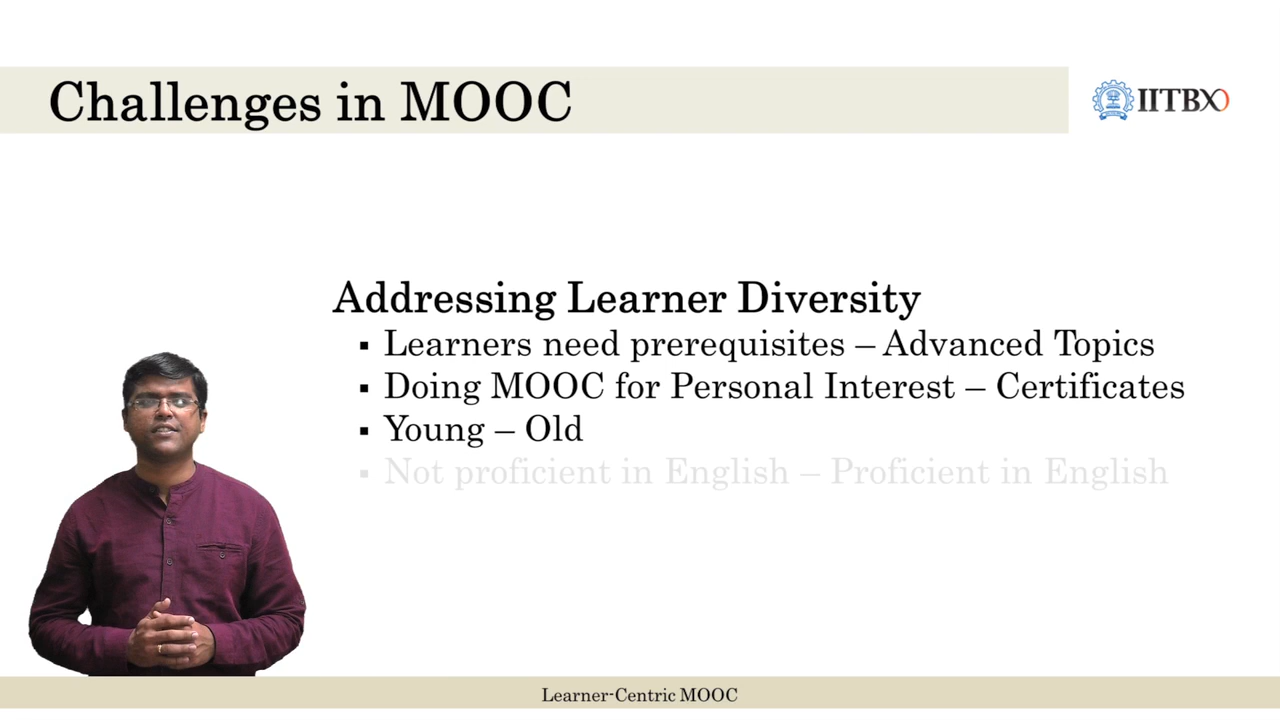 Challenges in MOOC
IITBX
Addressing Learner Diversity
▪ Learners need prerequisites – Advanced Topics
▪ Doing MOOC for Personal Interest – Certificates
▪ Young – Old
▪ Not proficient in English – Proficient in English
Learner-Centric MOOC